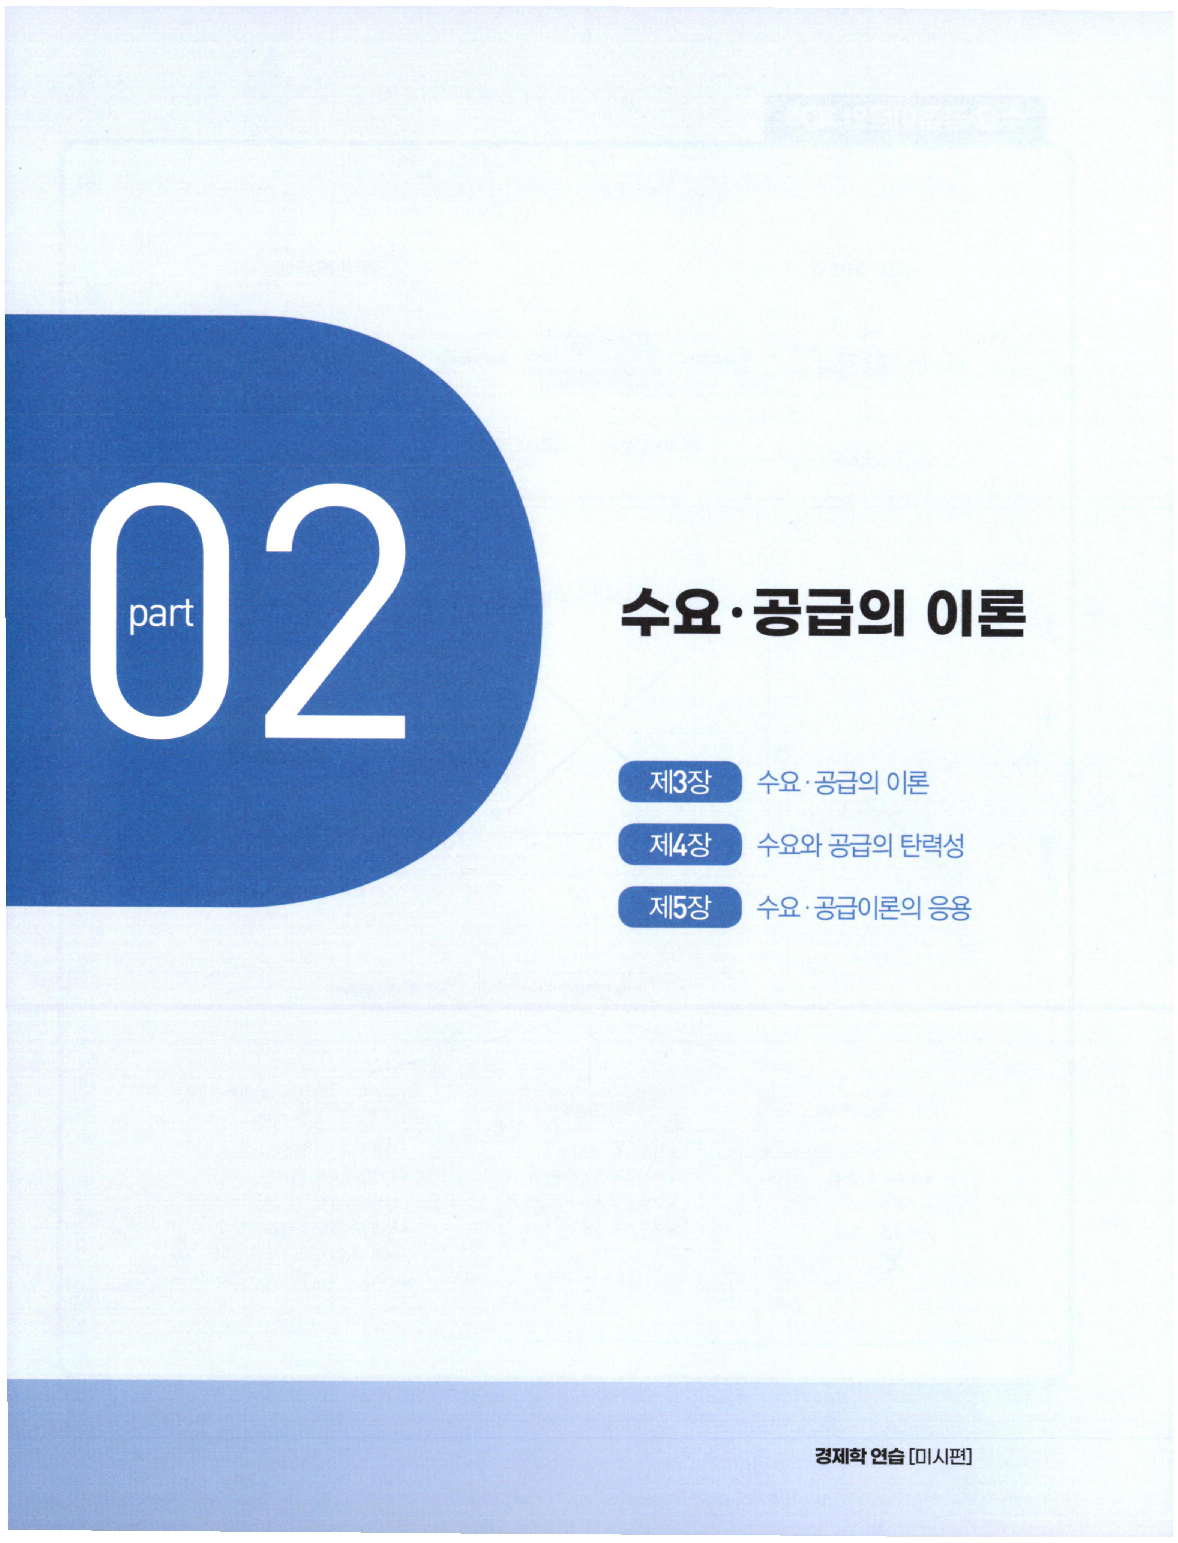 02
part
수요·공급의 이론
제3장 수요·공급의 이론
제4장 수요와 공급의 탄력성
제5장 수요·공급이론의 응용
경제학 연습 [미시편]